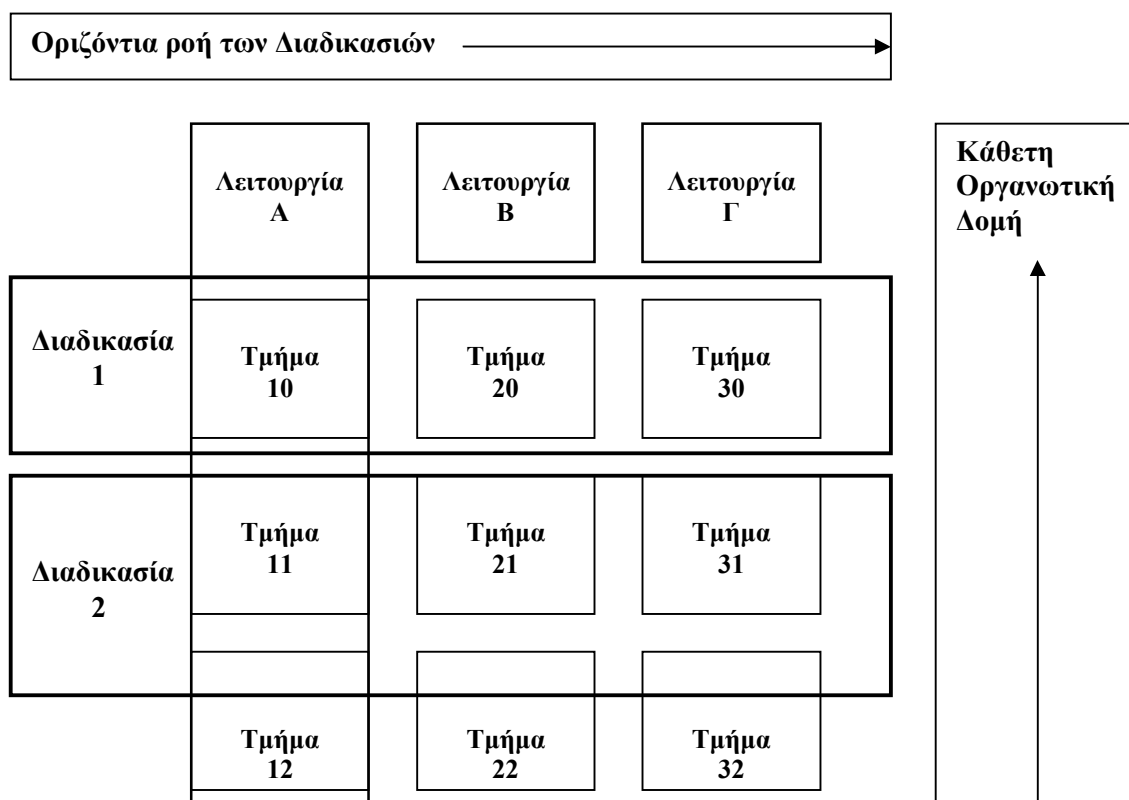 Οριζόντια ροή των Διαδικασιών
Λειτουργία
Α
Λειτουργία
Β
Λειτουργία
Γ
Κάθετη
Οργανωτική
Δομή
Διαδικασία
1
Τμήμα
10
Τμήμα
20
Τμήμα
30
Διαδικασία
2
Τμήμα
11
Τμήμα
21
Τμήμα
31
Τμήμα
12
Τμήμα
22
Τμήμα
32